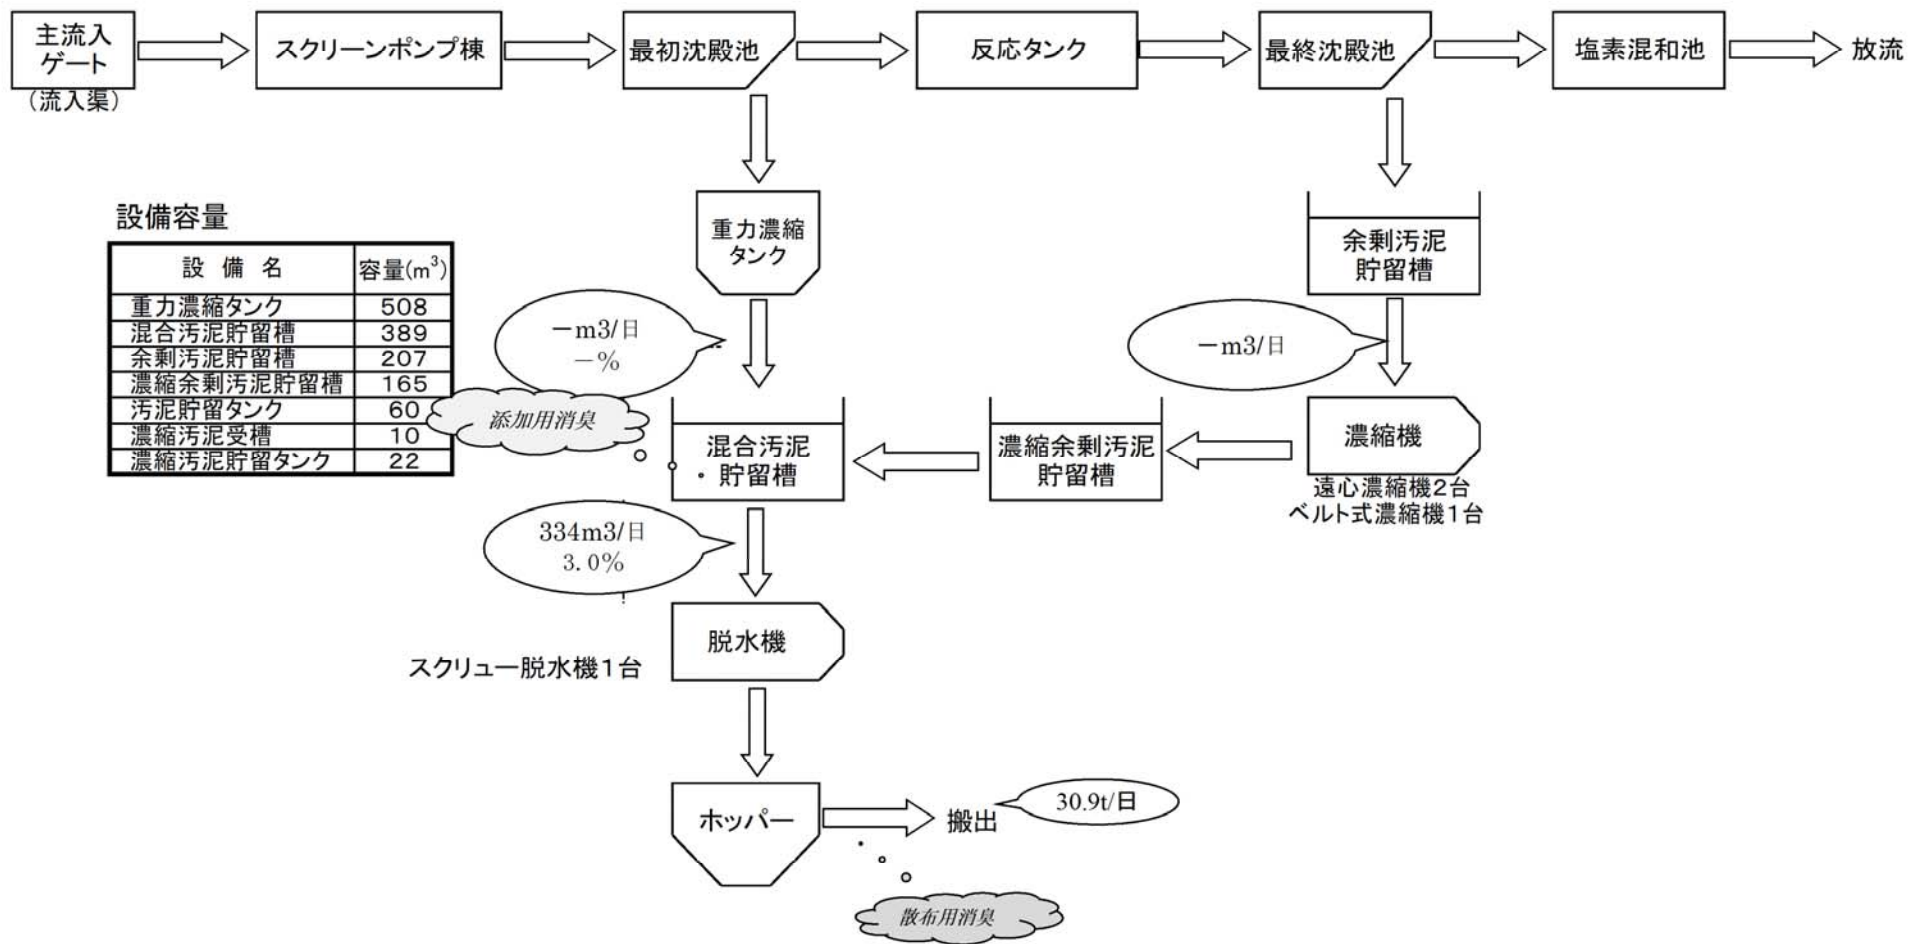 主流入
ゲート
(流入渠)
スクリーンポンプ棟
最初沈殿池
反応タンク
最終沈殿池
塩素混和池
放流
設備容量
設 備 名 容量(m³)
重力濃縮タンク 508
混合汚泥貯留槽 389
余剰汚泥貯留槽 207
濃縮余剰汚泥貯留槽 165
汚泥貯留タンク 60
濃縮汚泥受槽 10
濃縮汚泥貯留タンク 22
重力濃縮
タンク
余剰汚泥
貯留槽
－m3/日
－%
－m3/日
添加用消臭
混合汚泥
貯留槽
濃縮余剰汚泥
貯留槽
濃縮機
遠心濃縮機2台
ベルト式濃縮機1台
334m3/日
3.0%
脱水機
スクリュー脱水機1台
ホッパー
搬出
30.9t/日
散布用消臭